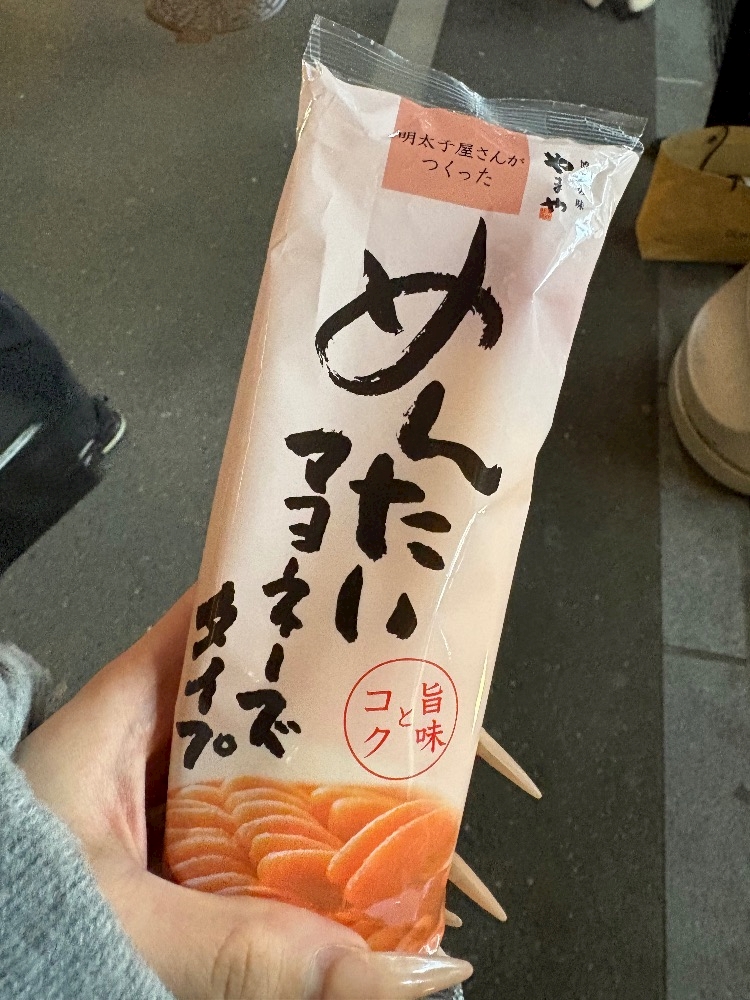 明太子屋さんが
つくった
やまや
めんたい
マヨネーズ
タイプ
旨味
と
コク